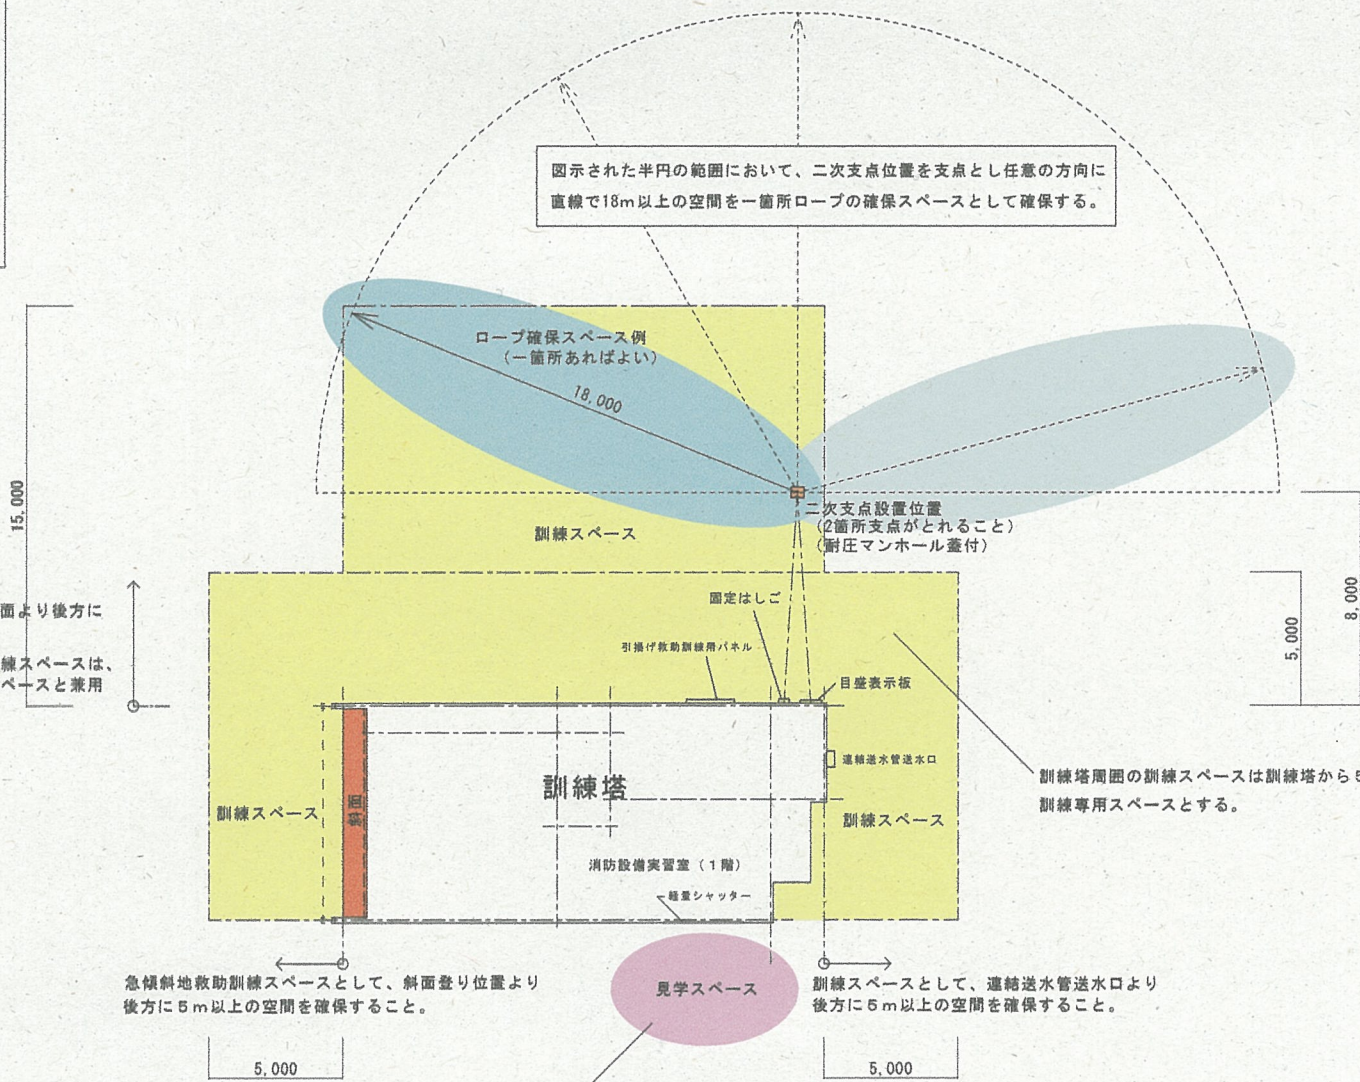 図示された半円の範囲において、二次支点位置を支点とし任意の方向に
直線で18m以上の空間を一箇所ロープの確保スペースとして確保する。
ロープ確保スペース例
(一箇所あればよい)
18,000
15,000
二次支点設置位置
(2箇所支点がとれること)
(耐圧マンホール蓋付)
訓練スペース
8,000
5,000
面より後方に
練スペースは、
ペースと兼用
固定はしご
引揚げ救助訓練用パネル
目盛表示板
連結送水管送水口
訓練塔
訓練塔周囲の訓練スペースは訓練塔から5
訓練専用スペースとする。
訓練スペース
斜面
訓練スペース
消防設備実習室(1階)
軽量シャッター
急傾斜地救助訓練スペースとして、斜面登り位置より
後方に5m以上の空間を確保すること。
見学スペース
訓練スペースとして、連結送水管送水口より
後方に5m以上の空間を確保すること。
5,000
5,000